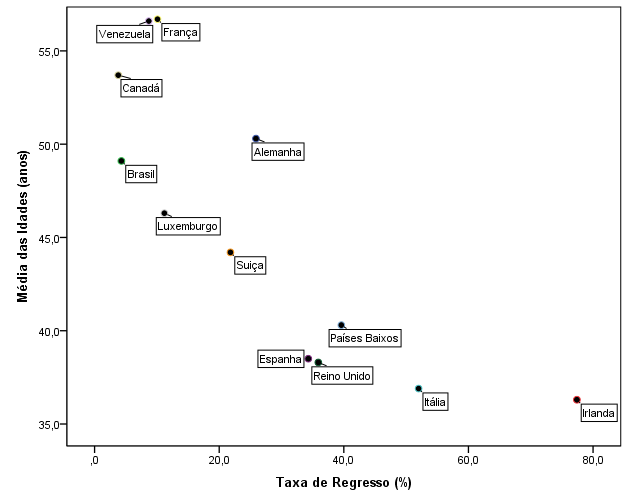 55,0
50,0
45,0
40,0
35,0
Média das Idades (anos)
Venezuela
França
Canadá
Alemanha
Brasil
Luxemburgo
Suiça
Países Baixos
Espanha
Reino Unido
Itália
Irlanda
,0
20,0
40,0
60,0
80,0
Taxa de Regresso (%)